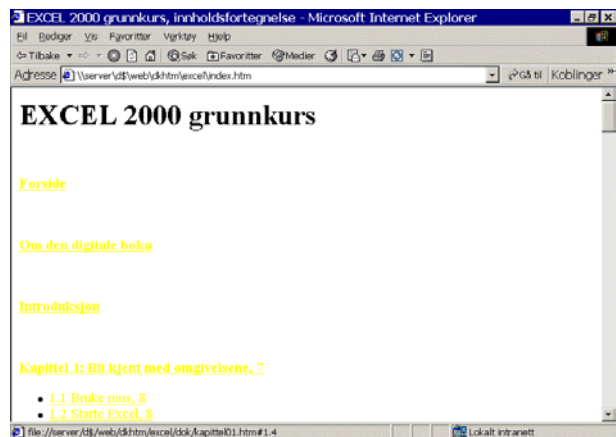 EXCEL 2000 grunnkurs, innholdsfortegnelse - Microsoft Internet Explorer
Fil Rediger Vis Favoritter Verktøy Hjelp
Tilbake Søk Favoritter Medier
Adresse \\server\d$\web\dkhtm\excel\index.htm Gå til Koblinger »
EXCEL 2000 grunnkurs
Forside
Om den digitale boka
Introduksjon
Kapittel 1: Bli kjent med omgivelsene, 7
1.1 Bruke mus, 8
1.2 Starte Excel, 8
file://server/d$/web/dkhtm/excel/dok/kapittel01.htm#1.4 Lokalt intranett